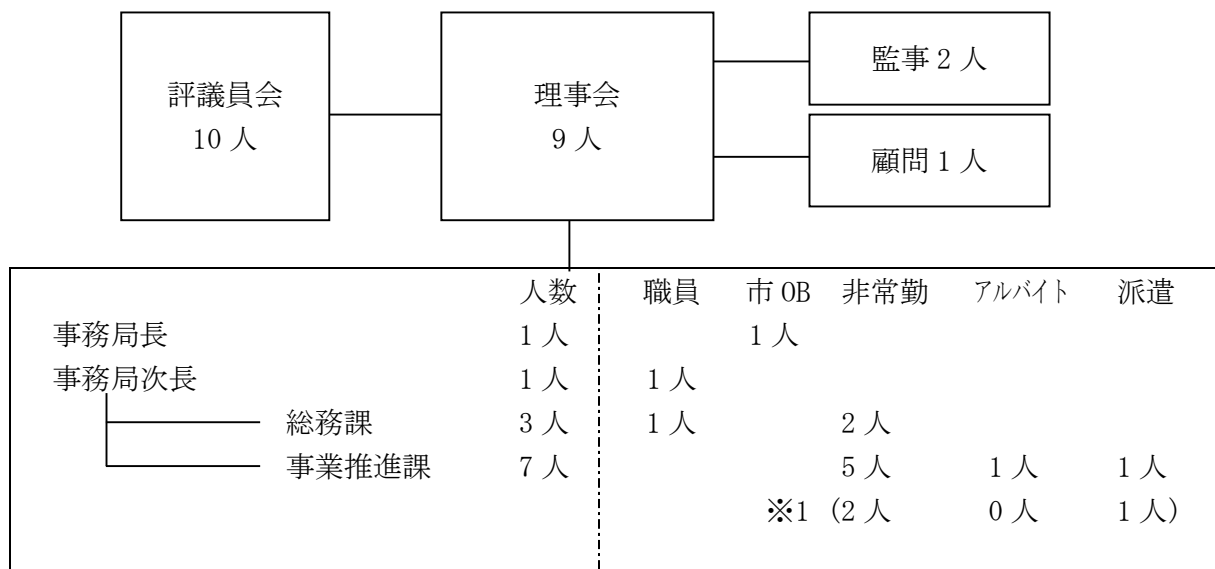 評議員会
10 人
理事会
9 人
監事 2 人
顧問 1 人
人数 職員 市 OB 非常勤 アルバイト 派遣
事務局長 1 人 1 人
事務局次長 1 人 1 人
総務課 3 人 1 人 2 人
事業推進課 7 人 5 人 1 人 1 人
※1 (2 人 0 人 1 人)